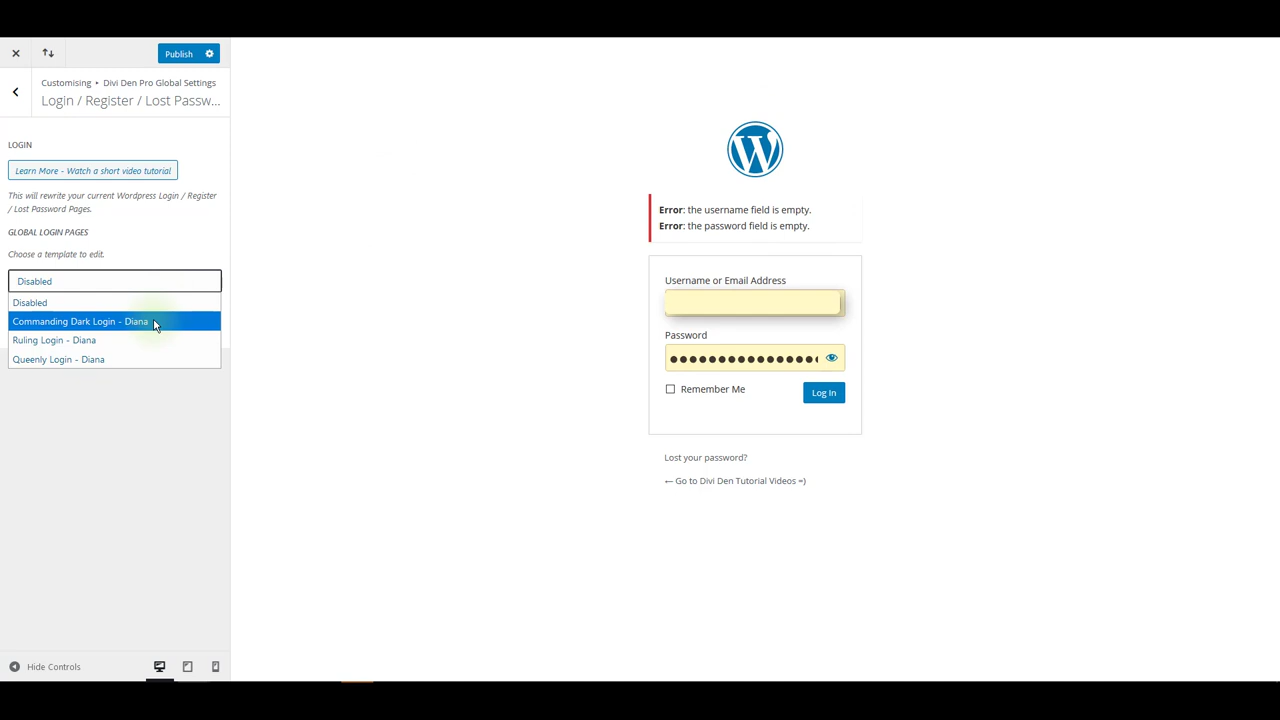 Publish
Customising ▸ Divi Den Pro Global Settings
Login / Register / Lost Passw...
LOGIN
Learn More - Watch a short video tutorial
This will rewrite your current Wordpress Login / Register
/ Lost Password Pages.
GLOBAL LOGIN PAGES
Choose a template to edit.
Disabled
Disabled
Commanding Dark Login - Diana
Ruling Login - Diana
Queenly Login - Diana
Hide Controls
Error: the username field is empty.
Error: the password field is empty.
Username or Email Address
Password
Remember Me
Log In
Lost your password?
← Go to Divi Den Tutorial Videos =)